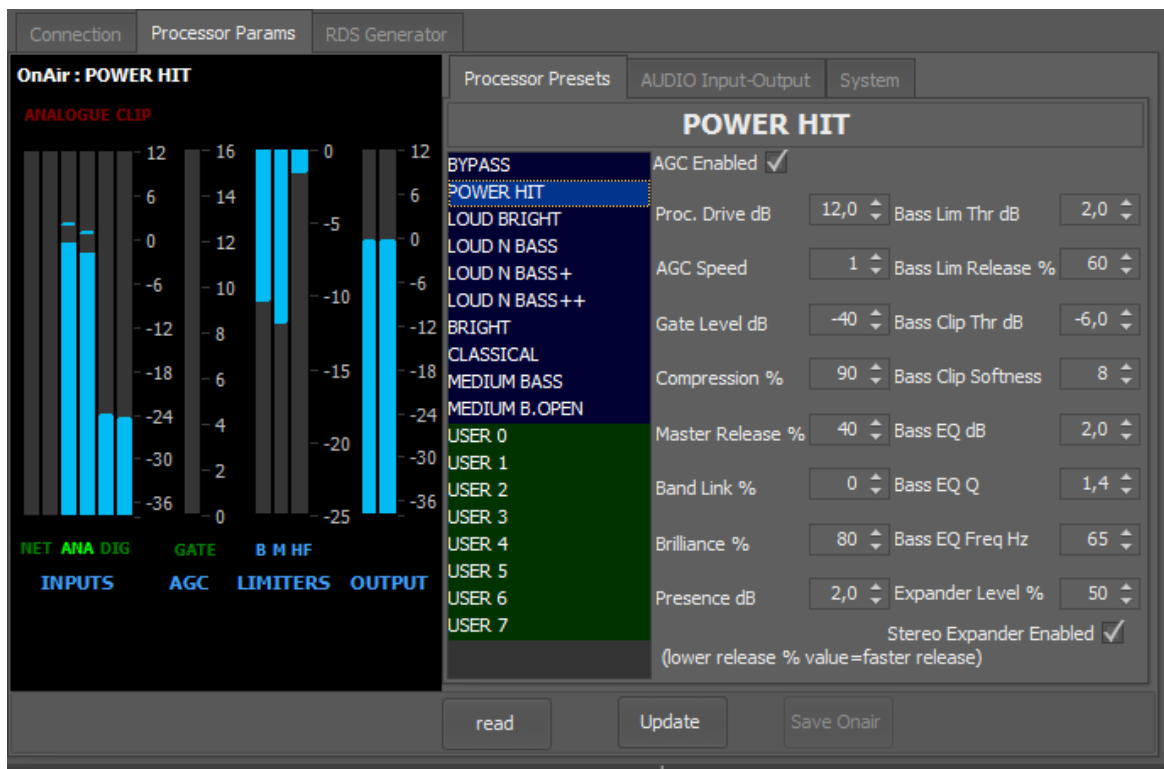 Connection Processor Params RDS Generator
OnAir : POWER HIT
ANALOGUE CLIP
12 16 0 12
6 14 -5 6
0 12 0
-6 10 -10 -6
-12 8 -12
-18 6 -15 -18
-24 4 -20 -24
-30 2 -30
-36 0 -25 -36
NET ANA DIG GATE B M HF
INPUTS AGC LIMITERS OUTPUT
Processor Presets AUDIO Input-Output System
POWER HIT
BYPASS
POWER HIT
LOUD BRIGHT
LOUD N BASS
LOUD N BASS+
LOUD N BASS++
BRIGHT
CLASSICAL
MEDIUM BASS
MEDIUM B.OPEN
USER 0
USER 1
USER 2
USER 3
USER 4
USER 5
USER 6
USER 7
AGC Enabled
Proc. Drive dB 12,0 Bass Lim Thr dB 2,0
AGC Speed 1 Bass Lim Release % 60
Gate Level dB -40 Bass Clip Thr dB -6,0
Compression % 90 Bass Clip Softness 8
Master Release % 40 Bass EQ dB 2,0
Band Link % 0 Bass EQ Q 1,4
Brilliance % 80 Bass EQ Freq Hz 65
Presence dB 2,0 Expander Level % 50
Stereo Expander Enabled
(lower release % value=faster release)
read Update Save Onair